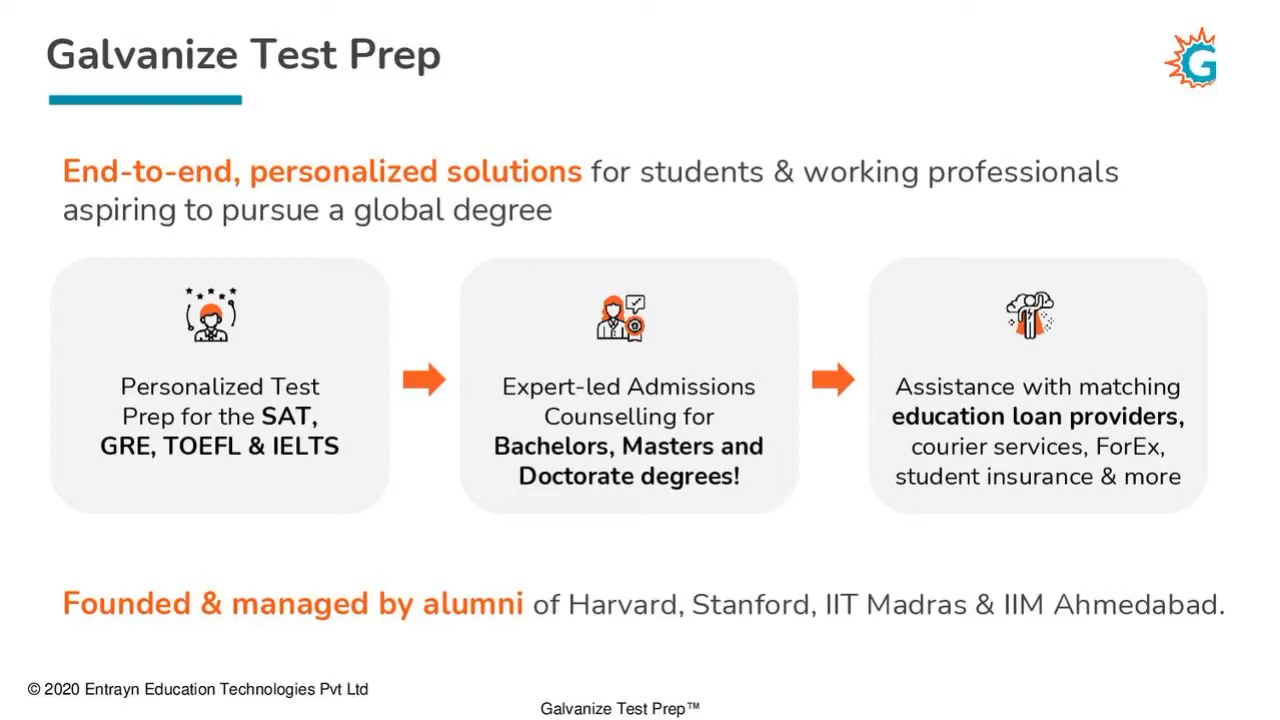 Galvanize Test Prep
G
End-to-end, personalized solutions for students & working professionals
aspiring to pursue a global degree
Personalized Test
Prep for the SAT,
GRE, TOEFL & IELTS
Expert-led Admissions
Counselling for
Bachelors, Masters and
Doctorate degrees!
Assistance with matching
education loan providers,
courier services, ForEx,
student insurance & more
Founded & managed by alumni of Harvard, Stanford, IIT Madras & IIM Ahmedabad.
© 2020 Entrayn Education Technologies Pvt Ltd
Galvanize Test Prep™